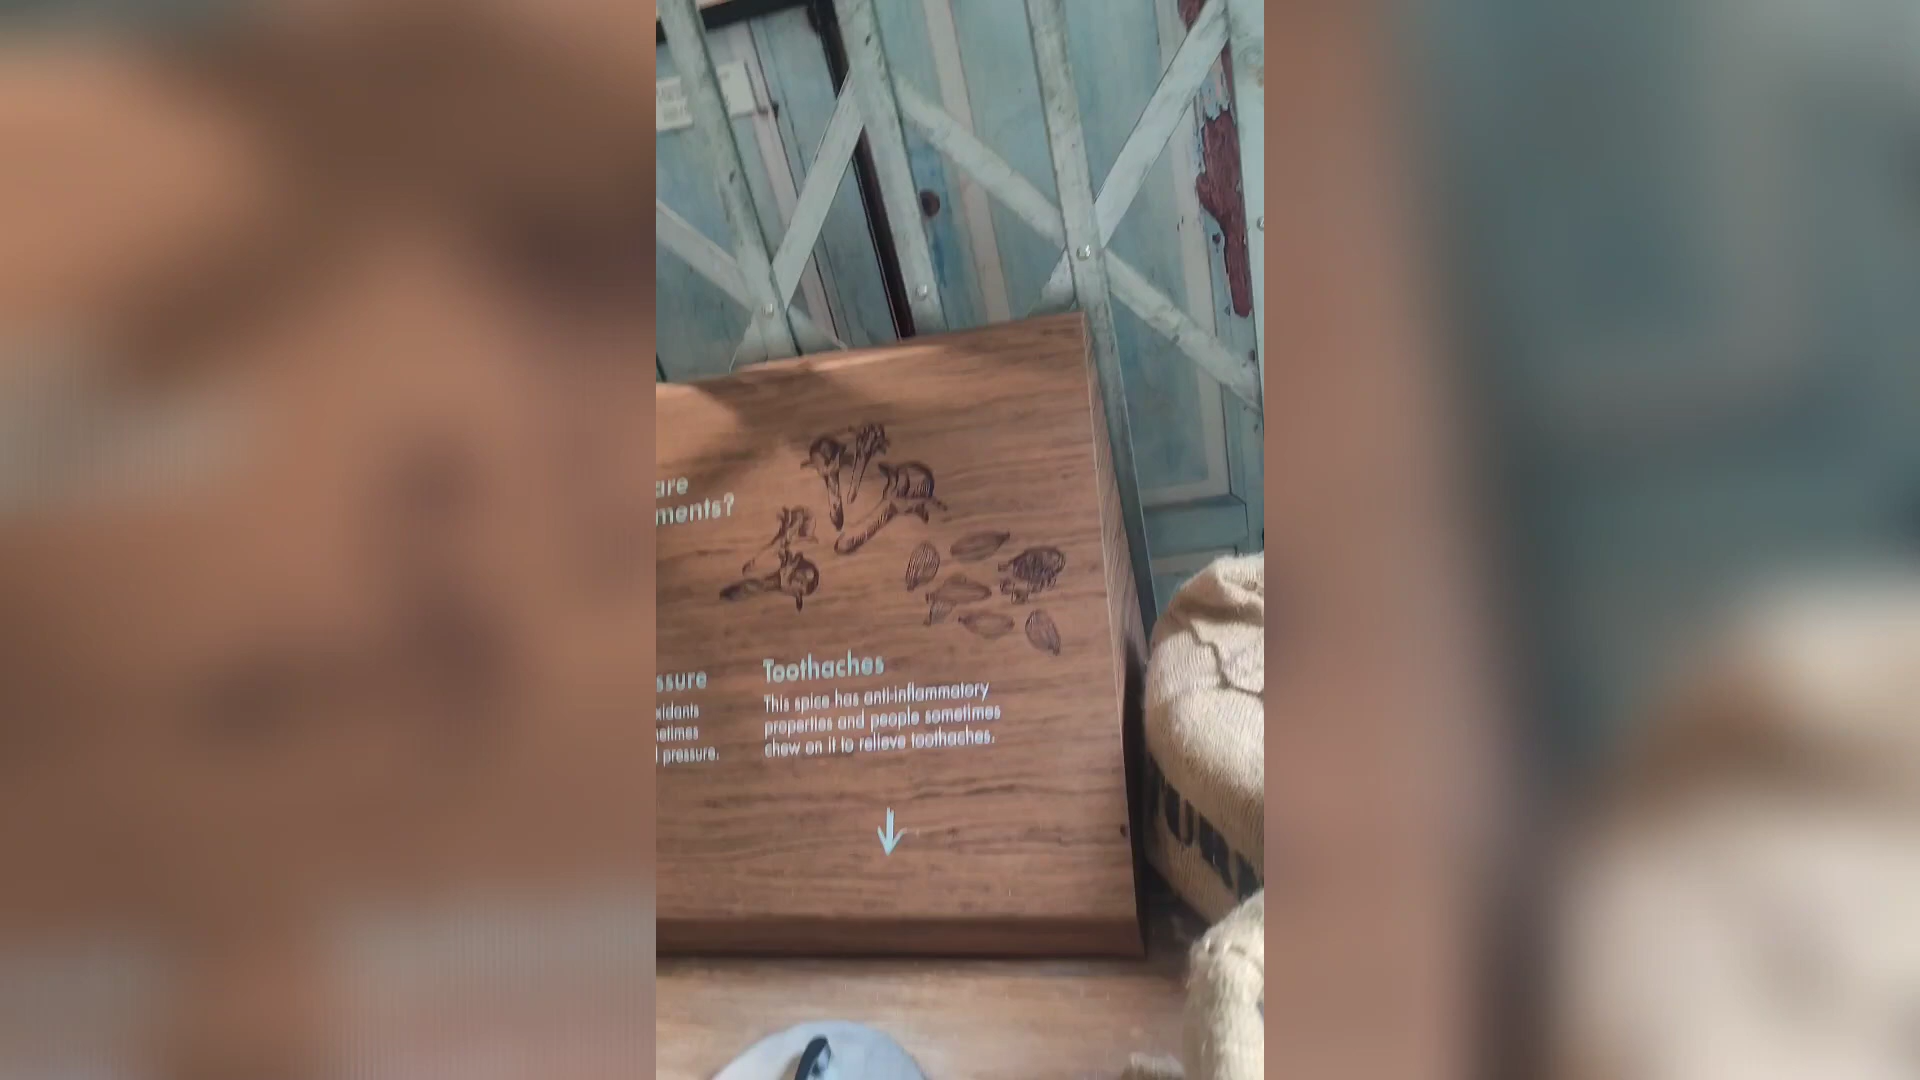 are
ments?
ssure
xidants
netimes
pressure.
Toothaches
This spice has anti-inflammatory
properties and people sometimes
chew on it to relieve toothaches.